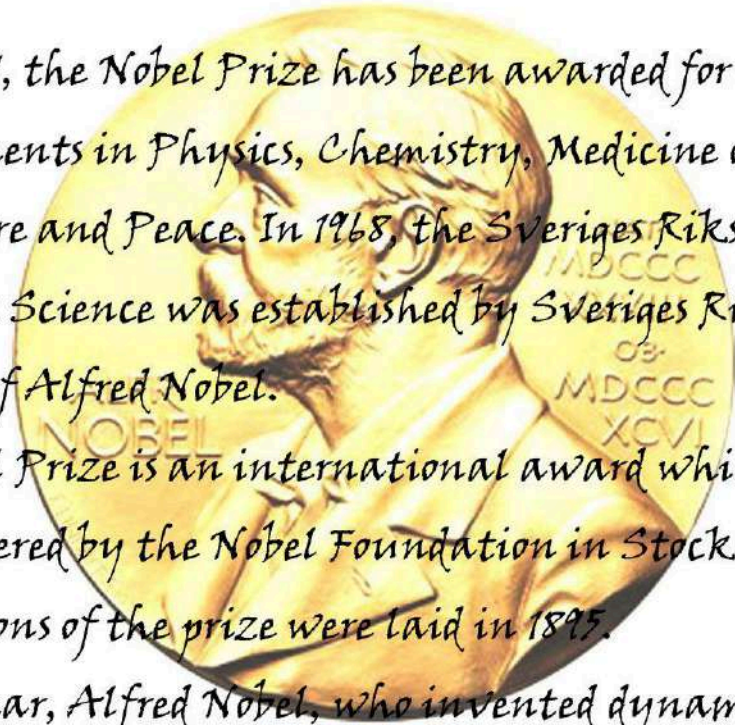 , the Nobel Prize has been awarded for
ents in Physics, Chemistry, Medicine
re and Peace. In 1968, the Sveriges Riks
Science was established by Sveriges Ri
f Alfred Nobel.
NOBEL
MDCCC
03.
MDCCC
XCVI
Prize is an international award whi
ered by the Nobel Foundation in Stock
ons of the prize were laid in 1895.
ar, Alfred Nobel, who invented dynam